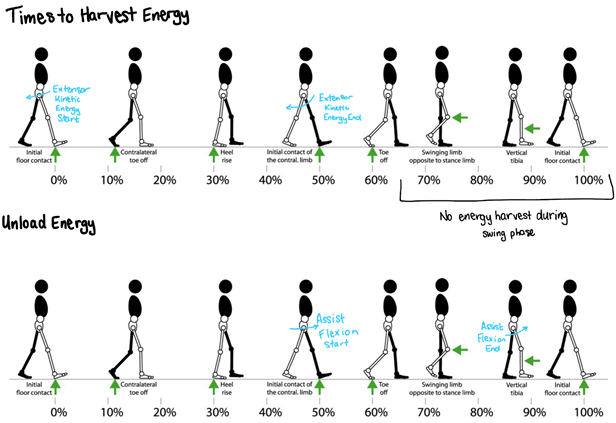 Times to Harvest Energy
Extensor
Kinetic
Energy
Start
Extensor
Kinetic
Energy End
Initial
floor contact
Contralateral
toe off
Heel
rise
Initial contact of
the contral. limb
Toe
off
Swinging limb
opposite to stance limb
Vertical
tibia
Initial
floor contact
0% 10% 20% 30% 40% 50% 60% 70% 80% 90% 100%
No energy harvest during
swing phase
Unload Energy
Assist
Flexion
Start
Assist
Flexion
End
Initial
floor contact
Contralateral
toe off
Heel
rise
Initial contact of
the contral. limb
Toe
off
Swinging limb
opposite to stance limb
Vertical
tibia
Initial
floor contact
0% 10% 20% 30% 40% 50% 60% 70% 80% 90% 100%